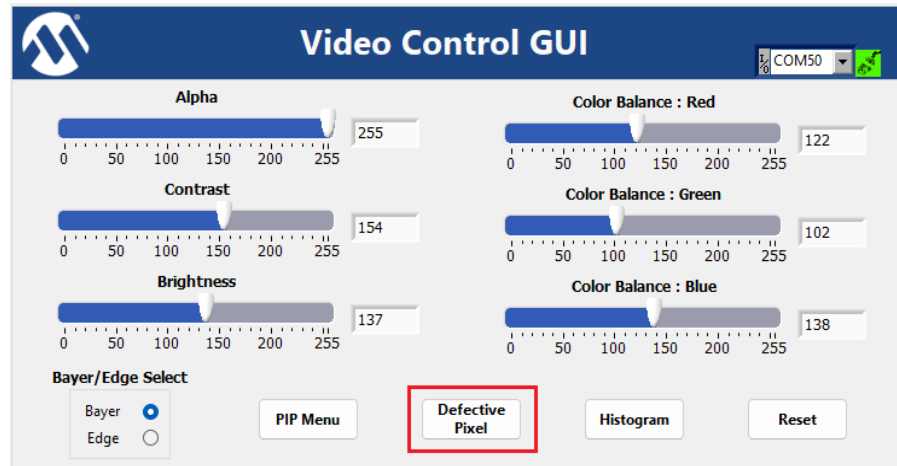 Video Control GUI
I/O COM50
Alpha
255
0 50 100 150 200 255
Contrast
154
0 50 100 150 200 255
Brightness
137
0 50 100 150 200 255
Color Balance : Red
122
0 50 100 150 200 255
Color Balance : Green
102
0 50 100 150 200 255
Color Balance : Blue
138
0 50 100 150 200 255
Bayer/Edge Select
Bayer
Edge
PIP Menu
Defective
Pixel
Histogram
Reset